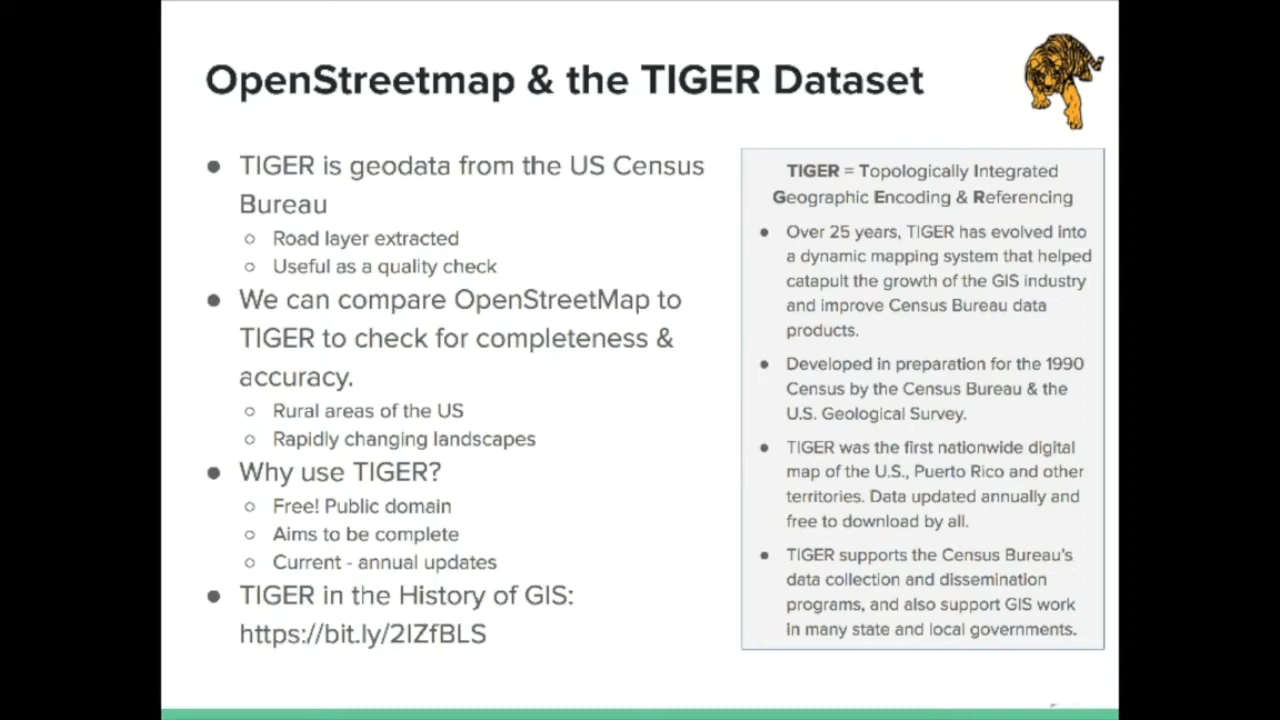 OpenStreetmap & the TIGER Dataset
● TIGER is geodata from the US Census
Bureau
○ Road layer extracted
○ Useful as a quality check
● We can compare OpenStreetMap to
TIGER to check for completeness &
accuracy.
○ Rural areas of the US
○ Rapidly changing landscapes
● Why use TIGER?
○ Free! Public domain
○ Aims to be complete
○ Current - annual updates
● TIGER in the History of GIS:
https://bit.ly/2IZfBLS
TIGER = Topologically Integrated
Geographic Encoding & Referencing
● Over 25 years, TIGER has evolved into
a dynamic mapping system that helped
catapult the growth of the GIS industry
and improve Census Bureau data
products.
● Developed in preparation for the 1990
Census by the Census Bureau & the
U.S. Geological Survey.
● TIGER was the first nationwide digital
map of the U.S., Puerto Rico and other
territories. Data updated annually and
free to download by all.
● TIGER supports the Census Bureau's
data collection and dissemination
programs, and also support GIS work
in many state and local governments.